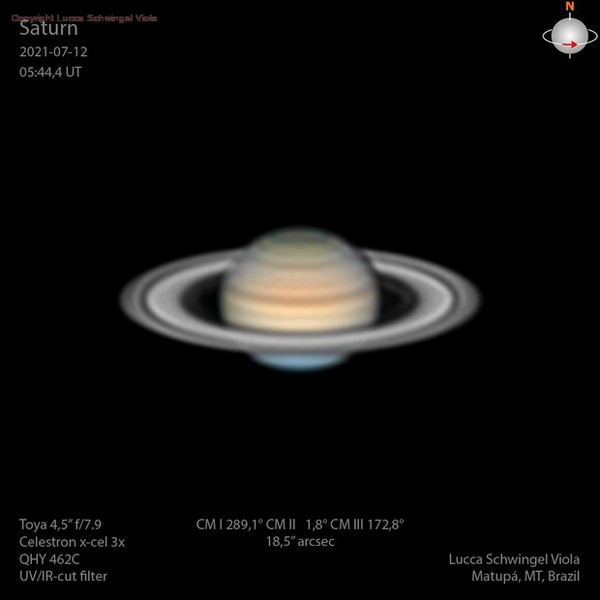 Copyright Lucca Schwingel Viola
Saturn
2021-07-12
05:44,4 UT
N
Toya 4,5” f/7.9
Celestron x-cel 3x
QHY 462C
UV/IR-cut filter
CM I 289,1° CM II 1,8° CM III 172,8°
18,5” arcsec
Lucca Schwingel Viola
Matupá, MT, Brazil